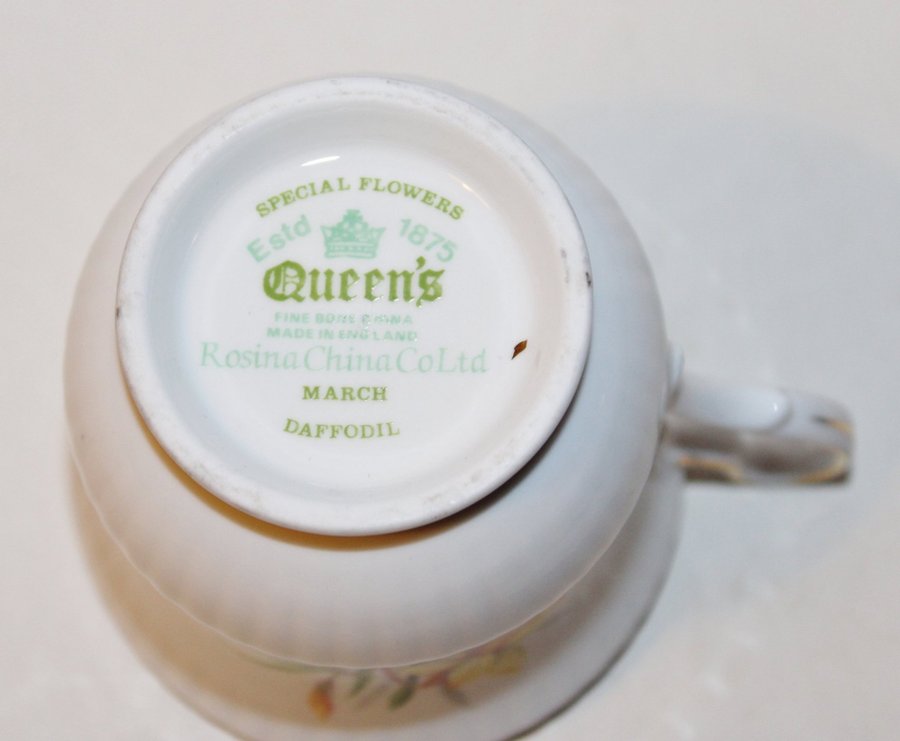 SPECIAL FLOWERS
Estd 1875
Queen's
FINE BONE CHINA
MADE IN ENGLAND
Rosina China Co Ltd
MARCH
DAFFODIL